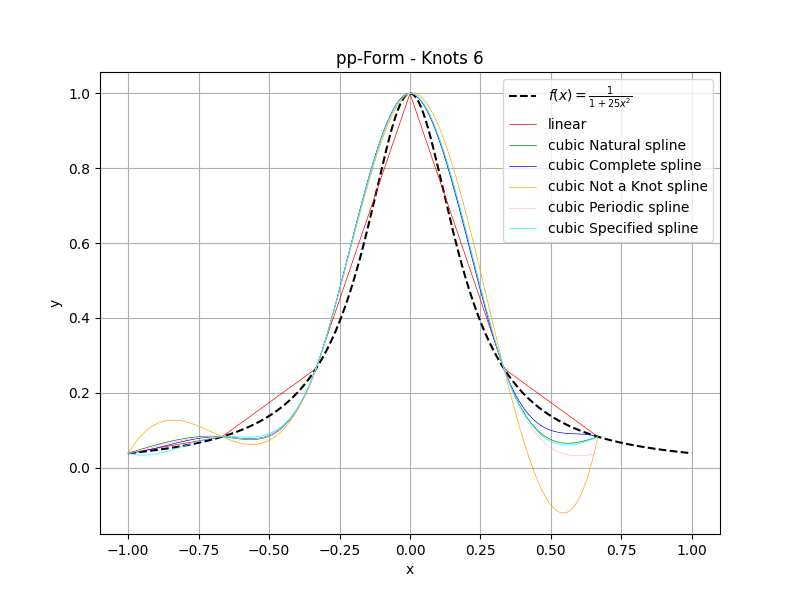 pp-Form - Knots 6
f(x) = 1/(1+25x²)
linear
cubic Natural spline
cubic Complete spline
cubic Not a Knot spline
cubic Periodic spline
cubic Specified spline
y
1.0
0.8
0.6
0.4
0.2
0.0
−1.00 −0.75 −0.50 −0.25 0.00 0.25 0.50 0.75 1.00
x